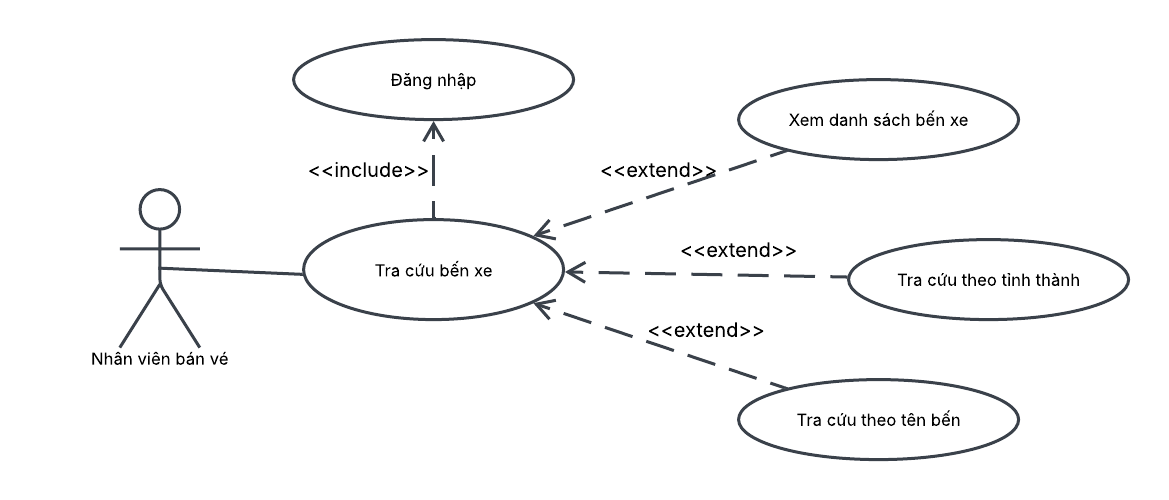 Đăng nhập
Xem danh sách bến xe
<<include>>
<<extend>>
<<extend>>
Tra cứu bến xe
Tra cứu theo tỉnh thành
<<extend>>
Nhân viên bán vé
Tra cứu theo tên bến